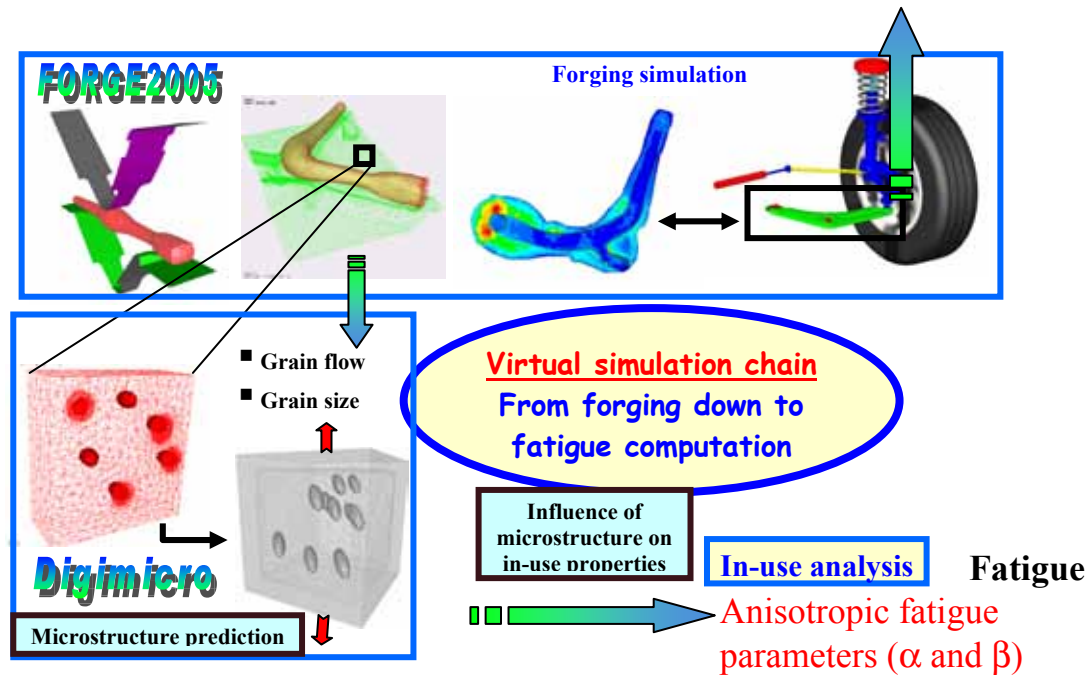 FORGE2005
Forging simulation
▪ Grain flow
▪ Grain size
Virtual simulation chain
From forging down to
fatigue computation
Influence of
microstructure on
in-use properties
In-use analysis
Fatigue
Digimicro
Microstructure prediction
Anisotropic fatigue
parameters (α and β)